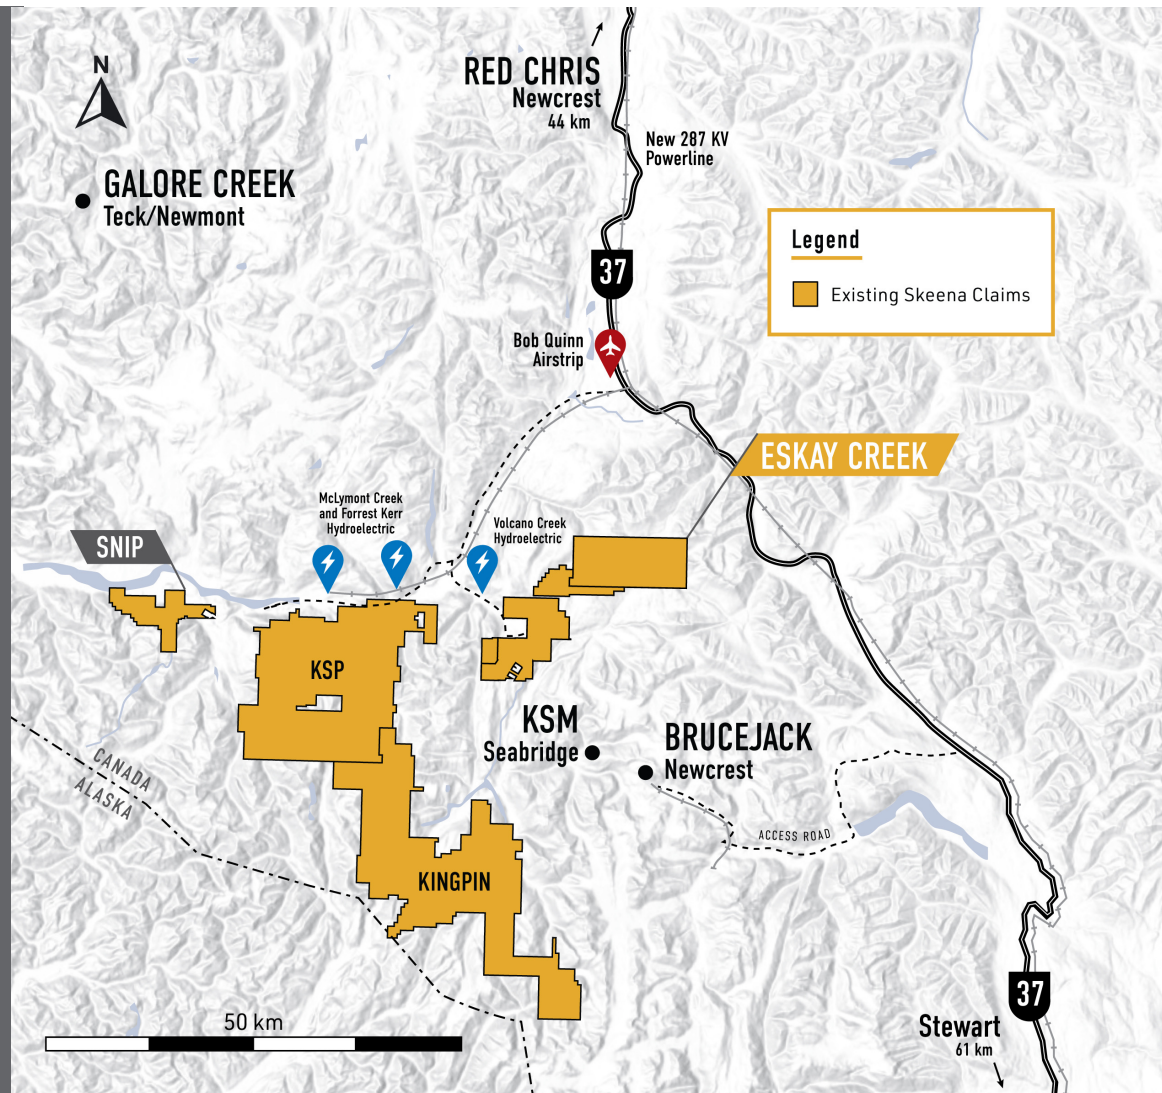 N
RED CHRIS
Newcrest
44 km
New 287 KV
Powerline
GALORE CREEK
Teck/Newmont
Legend
Existing Skeena Claims
37
Bob Quinn
Airstrip
ESKAY CREEK
McLymont Creek
and Forrest Kerr
Hydroelectric
Volcano Creek
Hydroelectric
SNIP
KSP
KSM
Seabridge
BRUCEJACK
Newcrest
CANADA
ALASKA
ACCESS ROAD
KINGPIN
37
50 km
Stewart
61 km